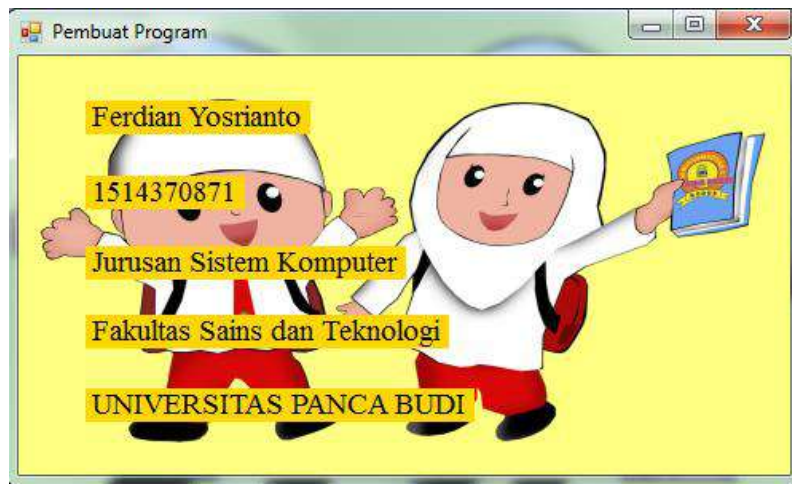 Pembuat Program
Ferdian Yosrianto
1514370871
Jurusan Sistem Komputer
Fakultas Sains dan Teknologi
UNIVERSITAS PANCA BUDI